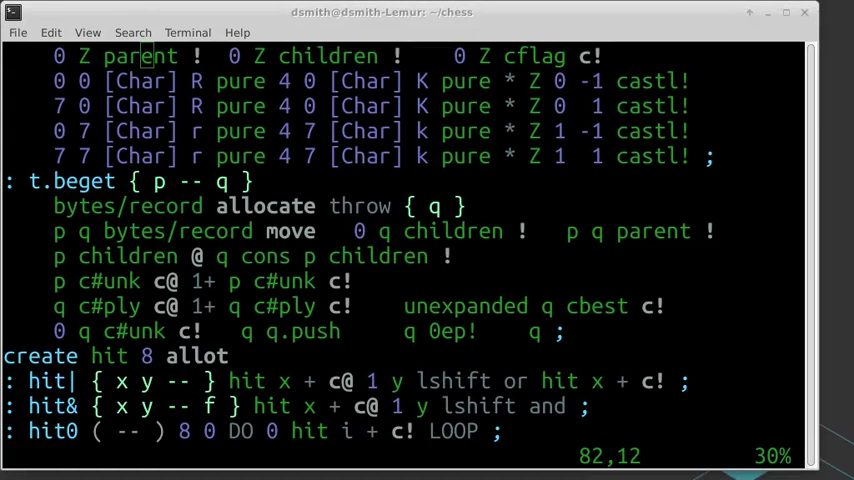 dsmith@dsmith-Lemur: ~/chess
File Edit View Search Terminal Help
0 Z parent ! 0 Z children ! 0 Z cflag c!
0 0 [Char] R pure 4 0 [Char] K pure * Z 0 -1 castl!
7 0 [Char] R pure 4 0 [Char] K pure * Z 0 1 castl!
0 7 [Char] r pure 4 7 [Char] k pure * Z 1 -1 castl!
7 7 [Char] r pure 4 7 [Char] k pure * Z 1 1 castl! ;
: t.beget { p -- q }
bytes/record allocate throw { q }
p q bytes/record move 0 q children ! p q parent !
p children @ q cons p children !
p c#unk c@ 1+ p c#unk c!
q c#ply c@ 1+ q c#ply c! unexpanded q cbest c!
0 q c#unk c! q q.push q 0ep! q ;
create hit 8 allot
: hit| { x y -- } hit x + c@ 1 y lshift or hit x + c! ;
: hit& { x y -- f } hit x + c@ 1 y lshift and ;
: hit0 ( -- ) 8 0 DO 0 hit i + c! LOOP ;
82,12 30%